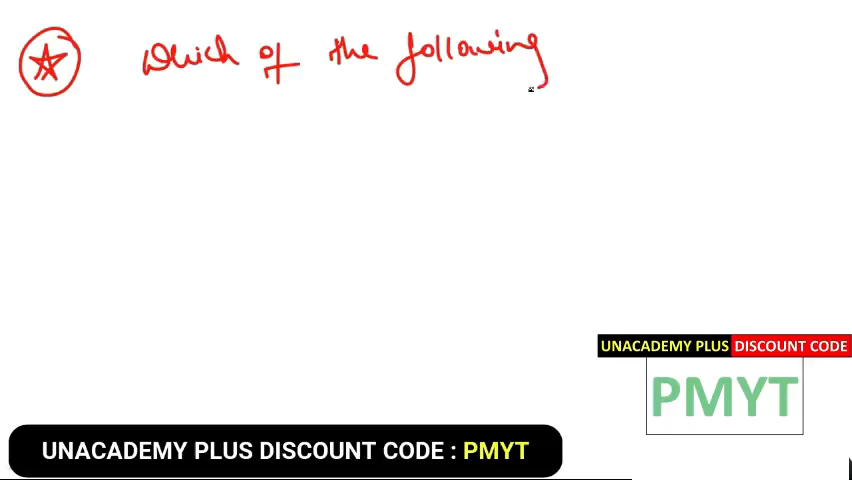 Which of the following
UNACADEMY PLUS DISCOUNT CODE
PMYT
UNACADEMY PLUS DISCOUNT CODE : PMYT